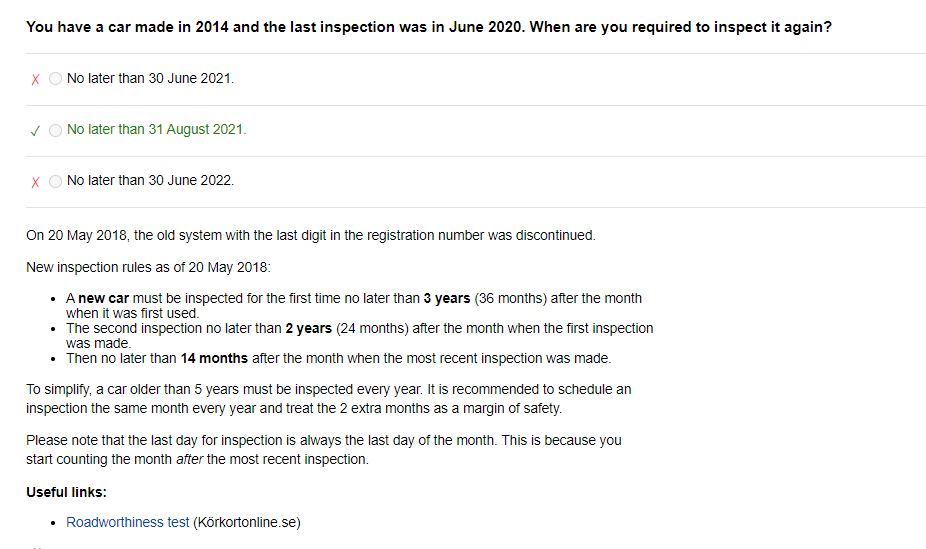 You have a car made in 2014 and the last inspection was in June 2020. When are you required to inspect it again?
X No later than 30 June 2021.
✓ No later than 31 August 2021.
X No later than 30 June 2022.
On 20 May 2018, the old system with the last digit in the registration number was discontinued.
New inspection rules as of 20 May 2018:
• A new car must be inspected for the first time no later than 3 years (36 months) after the month
when it was first used.
• The second inspection no later than 2 years (24 months) after the month when the first inspection
was made.
• Then no later than 14 months after the month when the most recent inspection was made.
To simplify, a car older than 5 years must be inspected every year. It is recommended to schedule an
inspection the same month every year and treat the 2 extra months as a margin of safety.
Please note that the last day for inspection is always the last day of the month. This is because you
start counting the month after the most recent inspection.
Useful links:
• Roadworthiness test (Körkortonline.se)